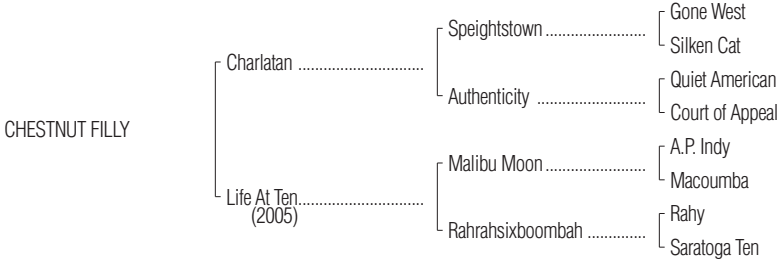 Gone West
Speightstown
Silken Cat
Charlatan
Quiet American
Authenticity
Court of Appeal
CHESTNUT FILLY
A.P. Indy
Malibu Moon
Macoumba
Life At Ten
(2005)
Rahy
Rahrahsixboombah
Saratoga Ten